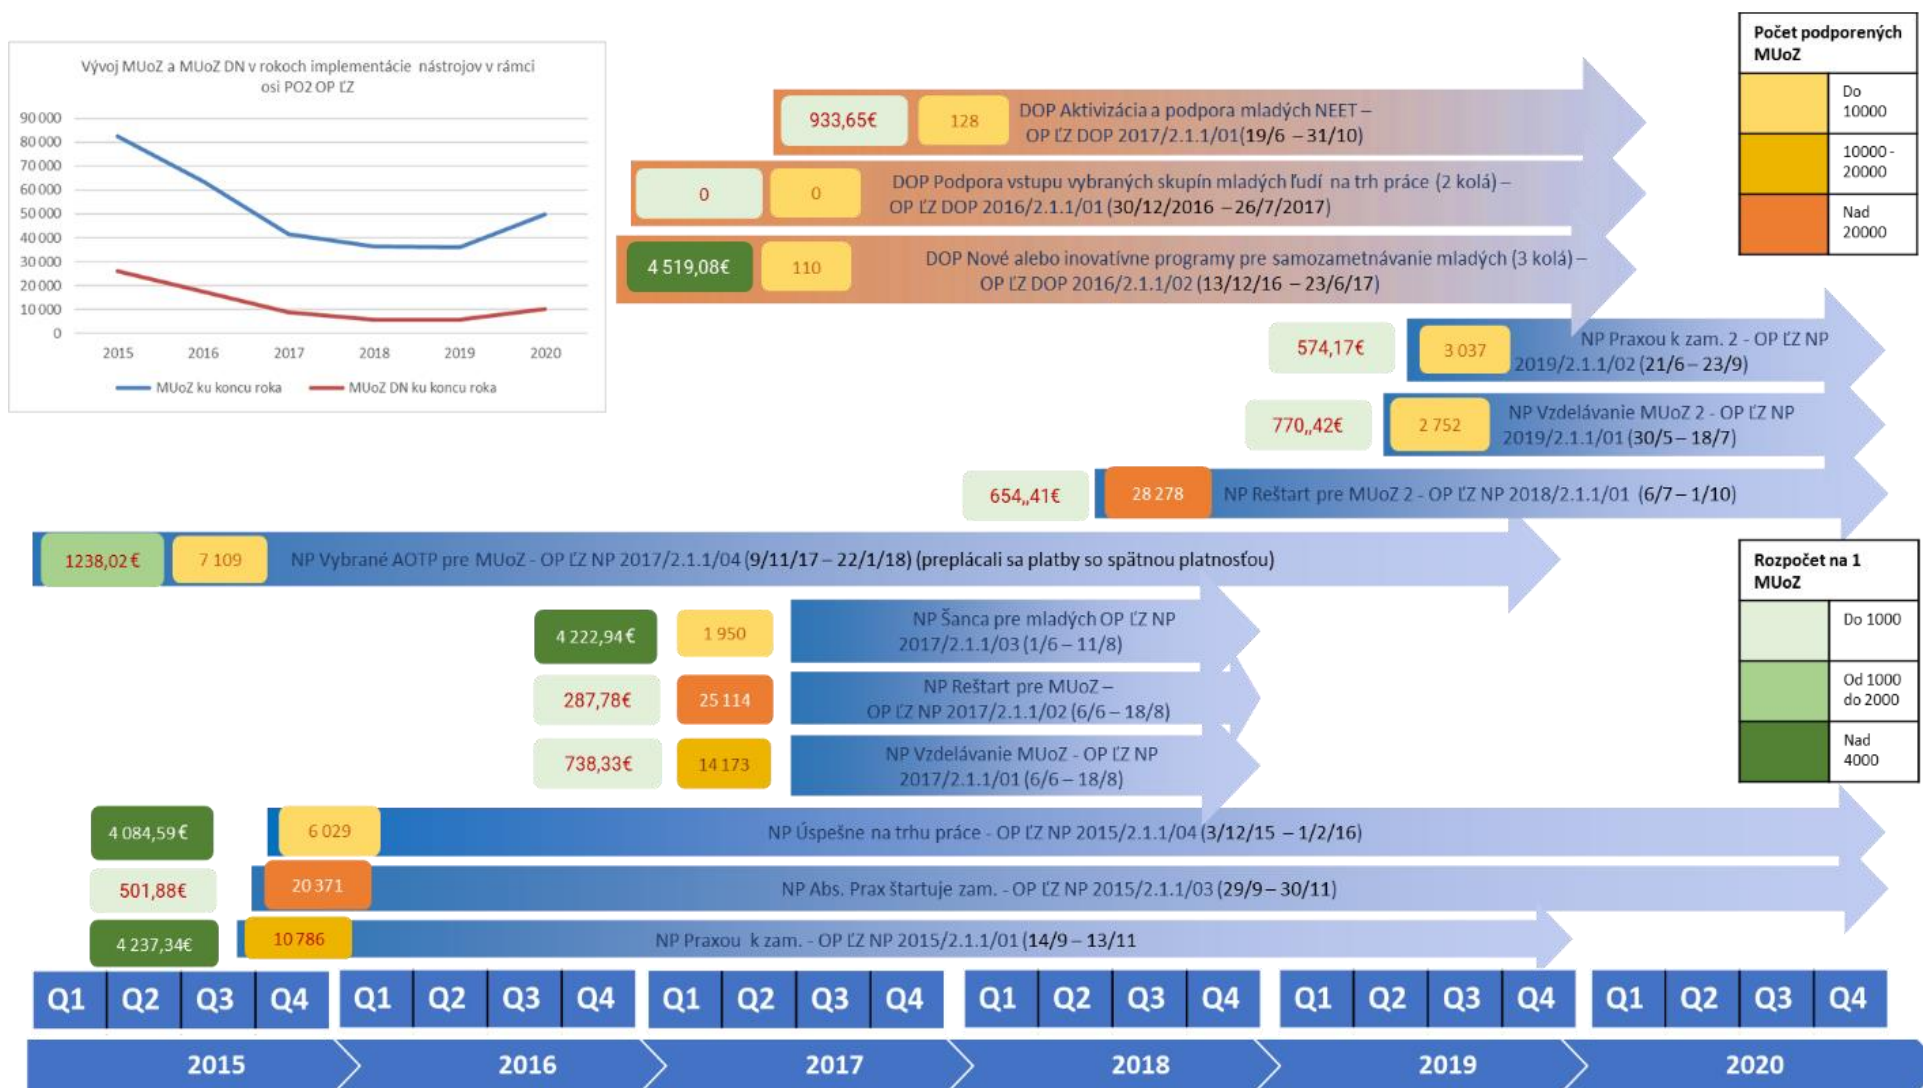 Vývoj MUoZ a MUoZ DN v rokoch implementácie nástrojov v rámci
osi PO2 OP ĽZ
90 000
80 000
70 000
60 000
50 000
40 000
30 000
20 000
10 000
0
2015 2016 2017 2018 2019 2020
MUoZ ku koncu roka MUoZ DN ku koncu roka
Počet podporených
MUoZ
Do
10000
10000 -
20000
Nad
20000
933,65€ 128 DOP Aktivizácia a podpora mladých NEET –
OP ĽZ DOP 2017/2.1.1/01(19/6 – 31/10)
0 0 DOP Podpora vstupu vybraných skupín mladých ľudí na trh práce (2 kolá) –
OP ĽZ DOP 2016/2.1.1/01 (30/12/2016 – 26/7/2017)
4 519,08€ 110 DOP Nové alebo inovatívne programy pre samozametnávanie mladých (3 kolá) –
OP ĽZ DOP 2016/2.1.1/02 (13/12/16 – 23/6/17)
574,17€ 3 037 NP Praxou k zam. 2 - OP ĽZ NP
2019/2.1.1/02 (21/6 – 23/9)
770,,42€ 2 752 NP Vzdelávanie MUoZ 2 - OP ĽZ NP
2019/2.1.1/01 (30/5 – 18/7)
654,,41€ 28 278 NP Reštart pre MUoZ 2 - OP ĽZ NP 2018/2.1.1/01 (6/7 – 1/10)
1238,02 € 7 109 NP Vybrané AOTP pre MUoZ - OP ĽZ NP 2017/2.1.1/04 (9/11/17 – 22/1/18) (preplácali sa platby so spätnou platnosťou)
Rozpočet na 1
MUoZ
Do 1000
Od 1000
do 2000
Nad
4000
4 222,94 € 1 950 NP Šanca pre mladých OP ĽZ NP
2017/2.1.1/03 (1/6 – 11/8)
287,78€ 25 114 NP Reštart pre MUoZ –
OP ĽZ NP 2017/2.1.1/02 (6/6 – 18/8)
738,33€ 14 173 NP Vzdelávanie MUoZ - OP ĽZ NP
2017/2.1.1/01 (6/6 – 18/8)
4 084,59 € 6 029 NP Úspešne na trhu práce - OP ĽZ NP 2015/2.1.1/04 (3/12/15 – 1/2/16)
501,88€ 20 371 NP Abs. Prax štartuje zam. - OP ĽZ NP 2015/2.1.1/03 (29/9 – 30/11)
4 237,34€ 10 786 NP Praxou k zam. - OP ĽZ NP 2015/2.1.1/01 (14/9 – 13/11
Q1 Q2 Q3 Q4 Q1 Q2 Q3 Q4 Q1 Q2 Q3 Q4 Q1 Q2 Q3 Q4 Q1 Q2 Q3 Q4 Q1 Q2 Q3 Q4
2015 2016 2017 2018 2019 2020